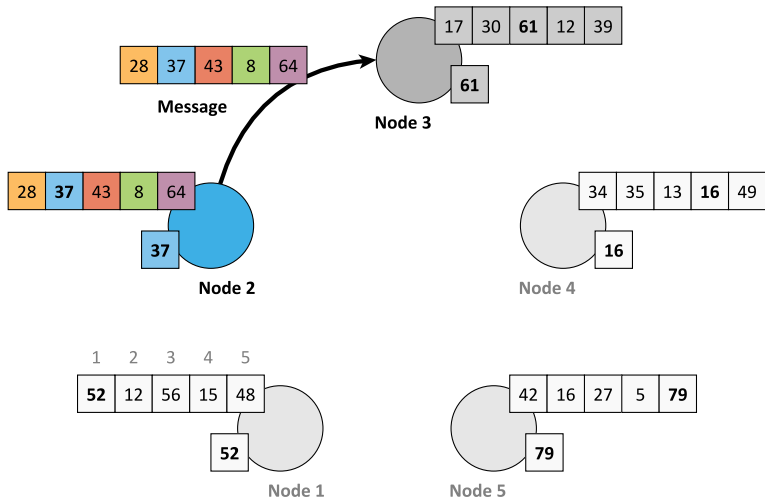 17 30 61 12 39
28 37 43 8 64
61
Message
Node 3
28 37 43 8 64
34 35 13 16 49
37
16
Node 2
Node 4
1 2 3 4 5
52 12 56 15 48
42 16 27 5 79
52
79
Node 1
Node 5